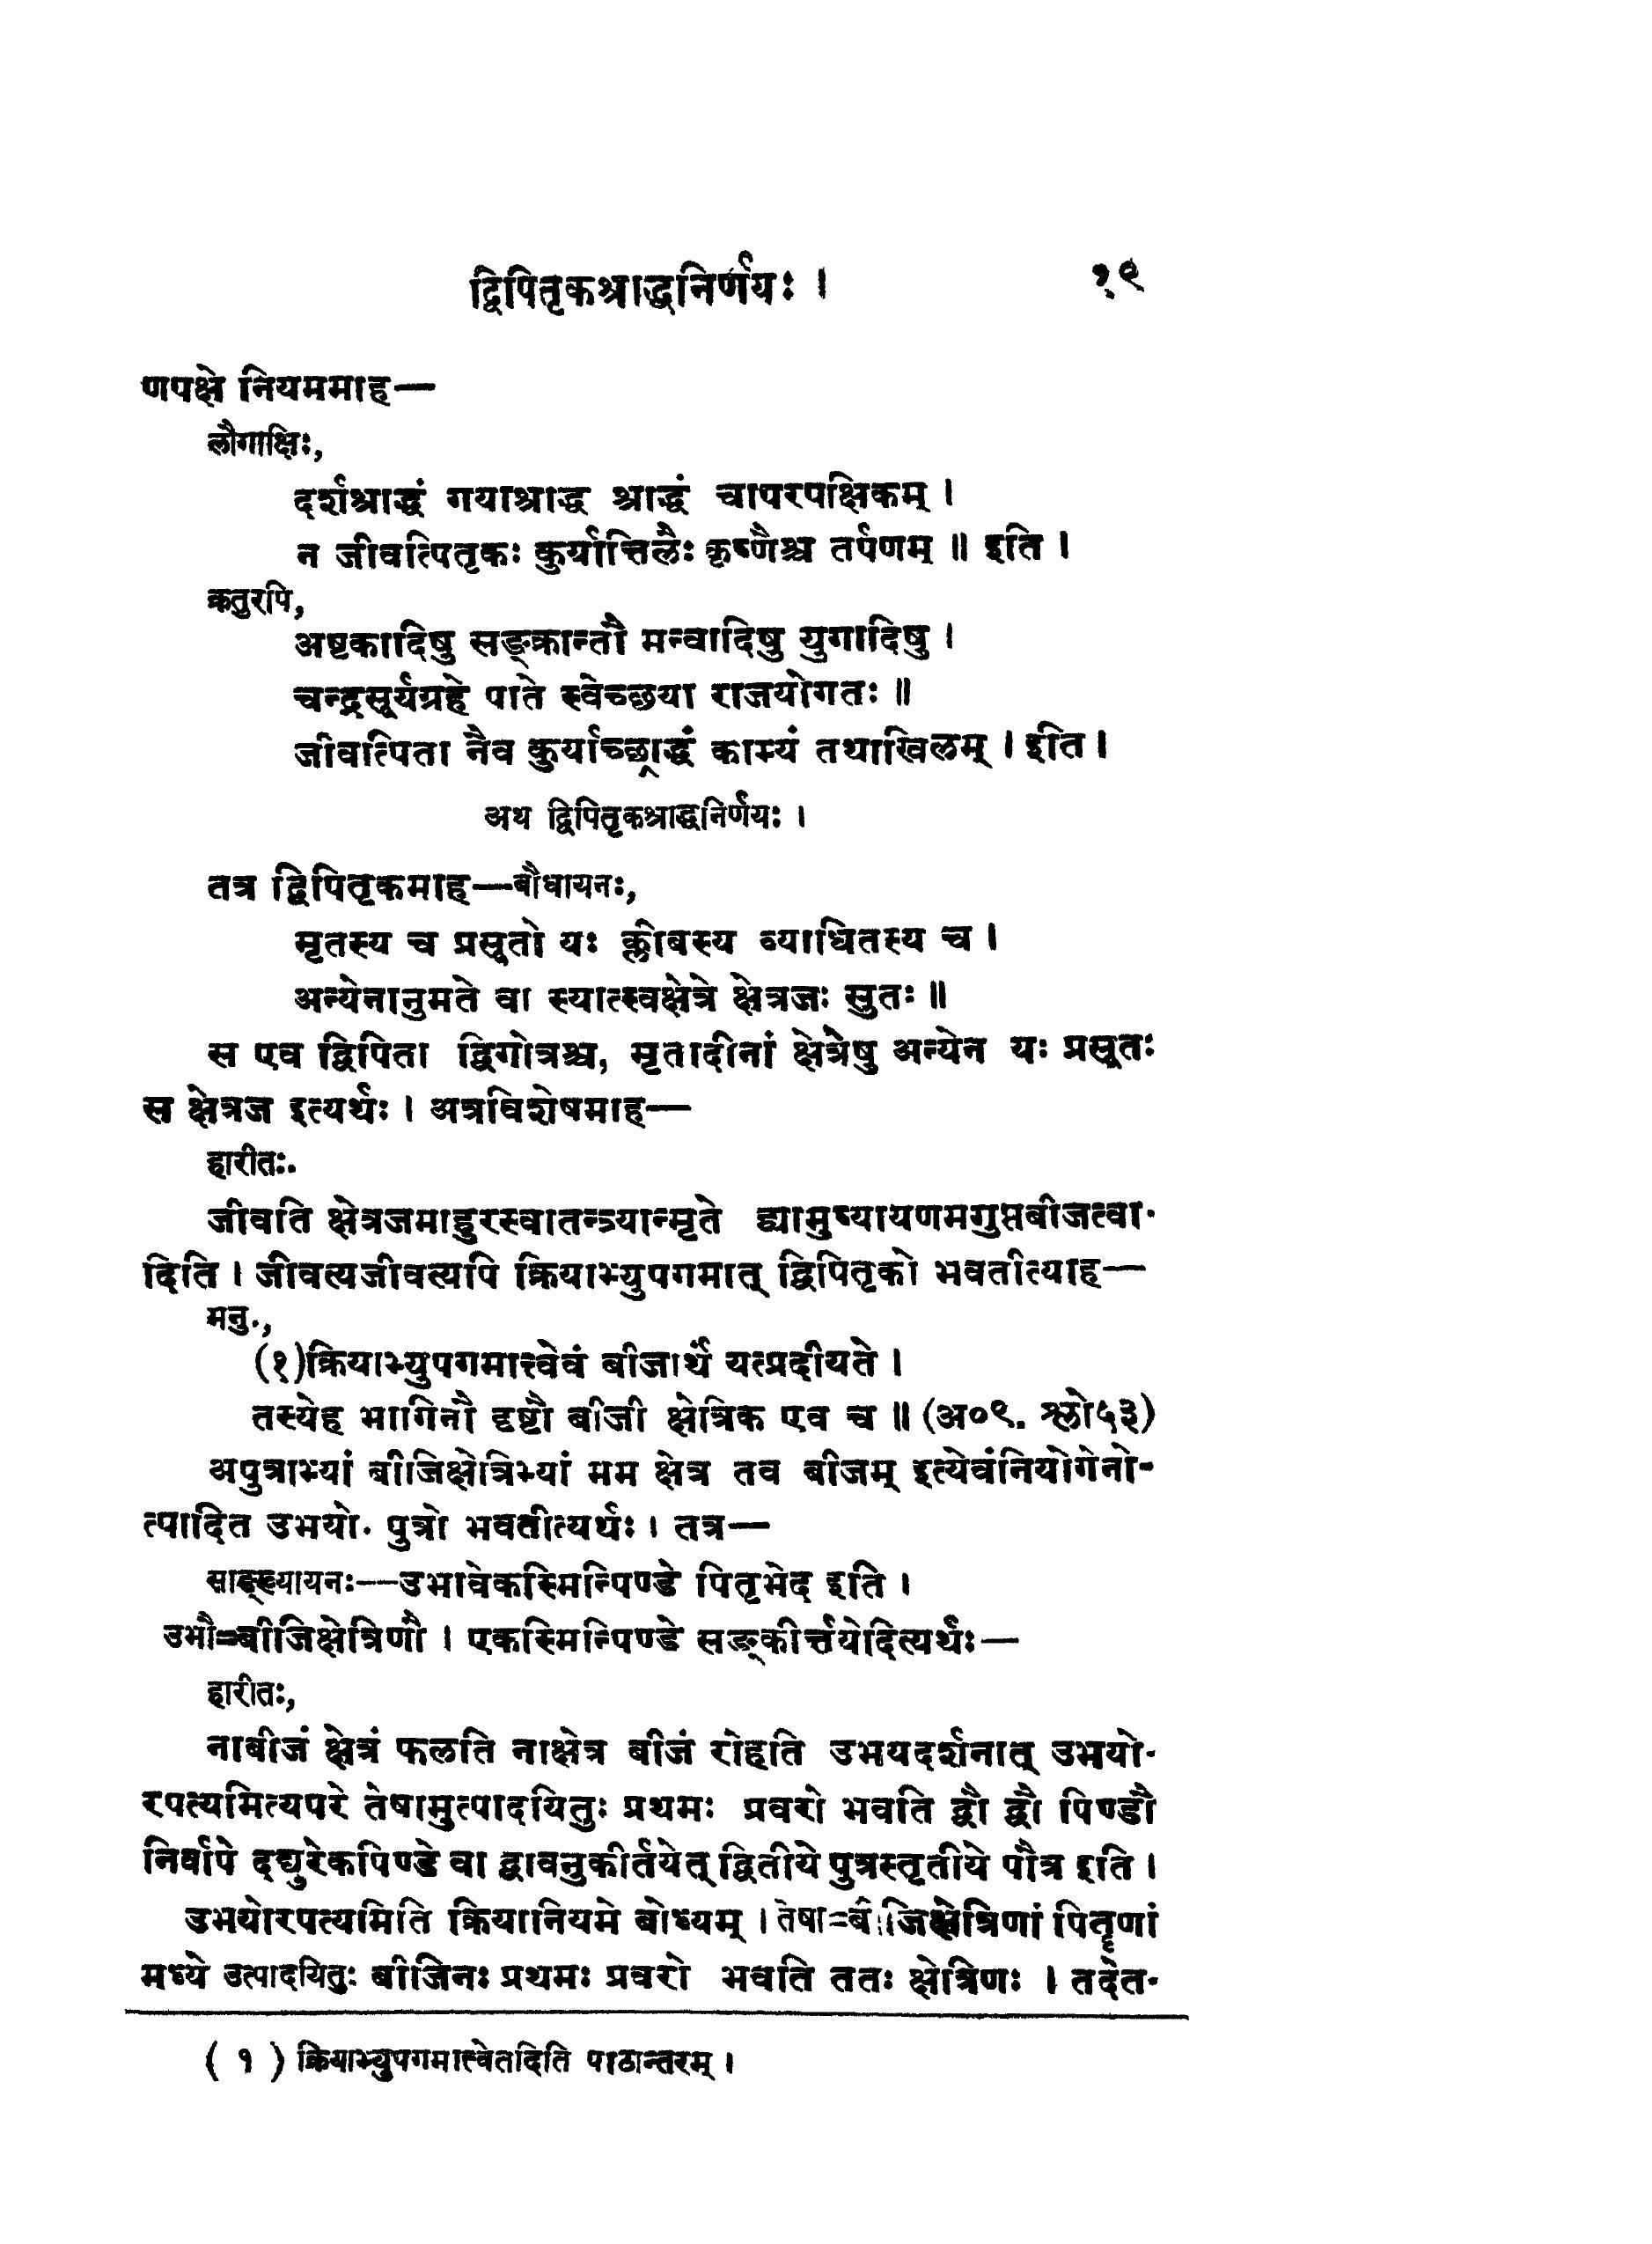 द्विपितृकश्राद्धनिर्णयः । १९
णपक्षे नियममाह—
लौगाक्षिः,
दर्शश्राद्धं गयाश्राद्ध श्राद्धं चापरपक्षिकम् ।
न जीवत्पितृकः कुर्यात्तिलैः कृष्णैश्च तर्पणम् ॥ इति ।
क्रतुरपि,
अष्टकादिषु सङ्क्रान्तौ मन्वादिषु युगादिषु ।
चन्द्रसूर्यग्रहे पाते स्वेच्छया राजयोगतः ॥
जीवत्पिता नैव कुर्याच्छ्राद्धं काम्यं तथाखिलम् । इति ।
अथ द्विपितृकश्राद्धनिर्णयः ।
तत्र द्विपितृकमाह—बौधायनः,
मृतस्य च प्रसूतो यः क्लीबस्य व्याधितस्य च ।
अन्येनानुमते वा स्यात्स्वक्षेत्रे क्षेत्रजः सुतः ॥
स एव द्विपिता द्विगोत्रश्च, मृतादीनां क्षेत्रेषु अन्येन यः प्रसूतः
स क्षेत्रज इत्यर्थः । अत्रविशेषमाह—
हारीतः.
जीवति क्षेत्रजमाहुरस्वातन्त्र्यान्मृते द्यामुष्यायणमगुप्तबीजत्वा-
दिति । जीवत्यजीवत्यपि क्रियाभ्युपगमात् द्विपितृको भवतीत्याह—
मनु.,
(१)क्रियाभ्युपगमात्त्वेवं बीजार्थे यत्प्रदीयते ।
तस्येह भागिनौ दृष्टौ बीजी क्षेत्रिक एव च ॥ (अ०९. श्लो५३)
अपुत्राभ्यां बीजिक्षेत्रिभ्यां मम क्षेत्र तव बीजम् इत्येवंनियोगेनो-
त्पादित उभयो. पुत्रो भवतीत्यर्थः । तत्र—
साङ्ख्यायनः—उभावेकस्मिन्पिण्डे पितृभेद इति ।
उभौ=बीजिक्षेत्रिणौ । एकस्मिन्पिण्डे सङ्कीर्त्तयेदित्यर्थः—
हारीतः,
नाबीजं क्षेत्रं फलति नाक्षेत्र बीजं रोहति उभयदर्शनात् उभयो-
रपत्यमित्यपरे तेषामुत्पादयितुः प्रथमः प्रवरो भवति द्वौ द्वौ पिण्डौ
निर्वापे दद्युरेकपिण्डे वा द्वावनुकीर्तयेत् द्वितीये पुत्रस्तृतीये पौत्र इति ।
उभयोरपत्यमिति क्रियानियमे बोध्यम् । तेषा=बीजिक्षेत्रिणां पितॄणां
मध्ये उत्पादयितुः बीजिनः प्रथमः प्रवरो भवति ततः क्षेत्रिणः । तदेत-
( १ ) क्रियाभ्युपगमात्त्वेतदिति पाठान्तरम् ।